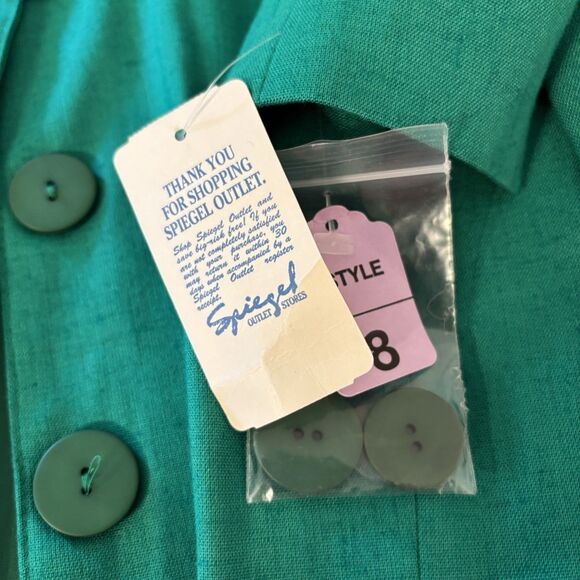 THANK YOU
FOR SHOPPING
SPIEGEL OUTLET.
Shop Spiegel Outlet and
save big-risk free! If you
are not completely satisfied
with your purchase, you
may return it within 30
days when accompanied by a
Spiegel Outlet register
receipt.
Spiegel
OUTLET STORES
STYLE
8